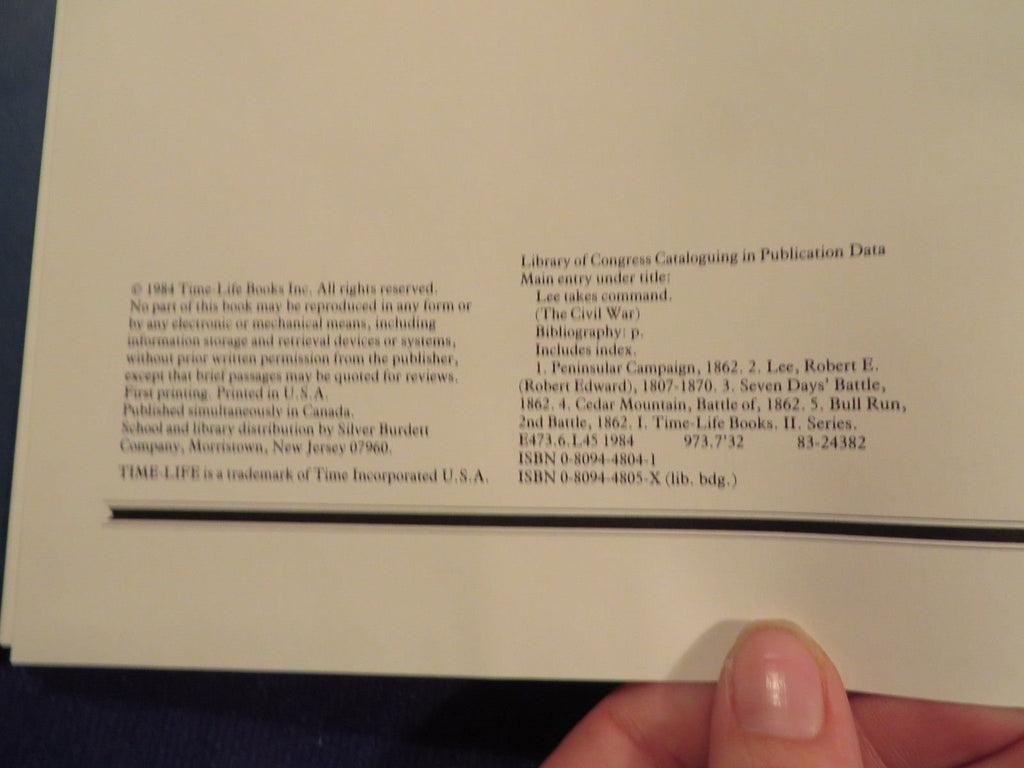 © 1984 Time-Life Books Inc. All rights reserved.
No part of this book may be reproduced in any form or
by any electronic or mechanical means, including
information storage and retrieval devices or systems,
without prior written permission from the publisher,
except that brief passages may be quoted for reviews.
First printing. Printed in U.S.A.
Published simultaneously in Canada.
School and library distribution by Silver Burdett
Company, Morristown, New Jersey 07960.
TIME-LIFE is a trademark of Time Incorporated U.S.A.
Library of Congress Cataloguing in Publication Data
Main entry under title:
Lee takes command.
(The Civil War)
Bibliography: p.
Includes index.
1. Peninsular Campaign, 1862. 2. Lee, Robert E.
(Robert Edward), 1807-1870. 3. Seven Days' Battle,
1862. 4. Cedar Mountain, Battle of, 1862. 5. Bull Run,
2nd Battle, 1862. I. Time-Life Books. II. Series.
E473.6.L45 1984 973.7'32 83-24382
ISBN 0-8094-4804-1
ISBN 0-8094-4805-X (lib. bdg.)